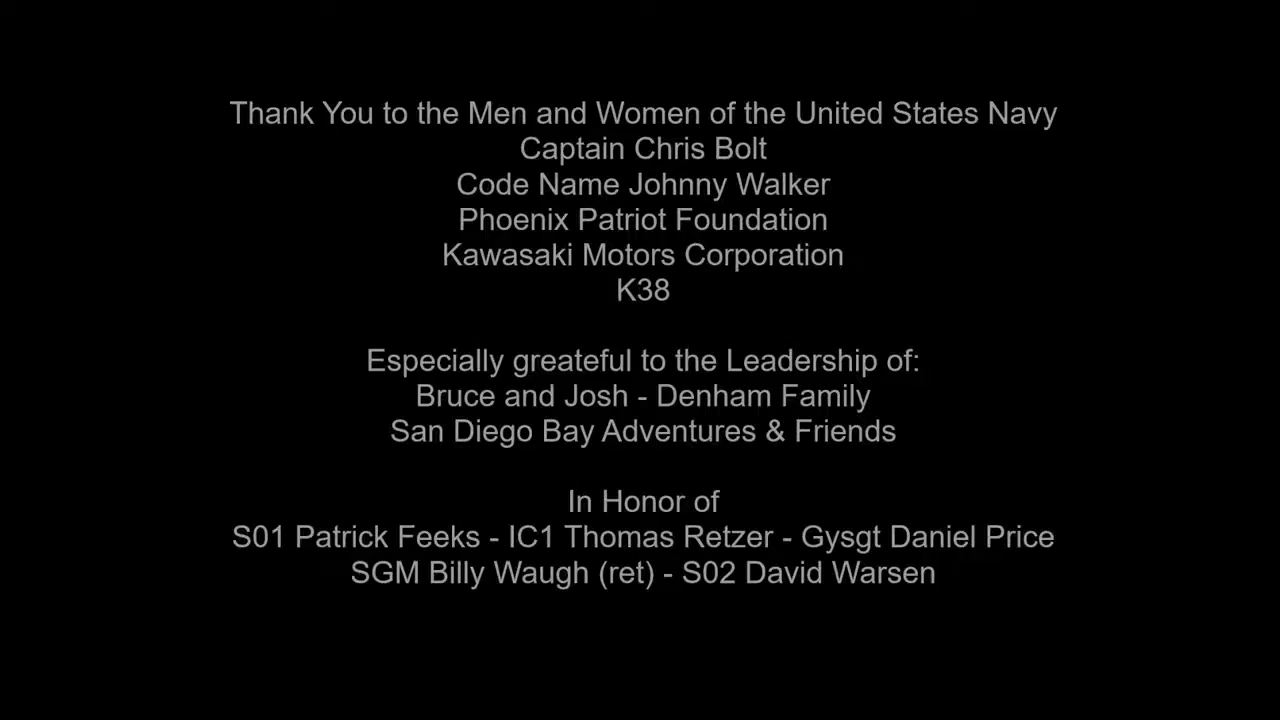 Thank You to the Men and Women of the United States Navy
Captain Chris Bolt
Code Name Johnny Walker
Phoenix Patriot Foundation
Kawasaki Motors Corporation
K38
Especially greateful to the Leadership of:
Bruce and Josh - Denham Family
San Diego Bay Adventures & Friends
In Honor of
S01 Patrick Feeks - IC1 Thomas Retzer - Gysgt Daniel Price
SGM Billy Waugh (ret) - S02 David Warsen